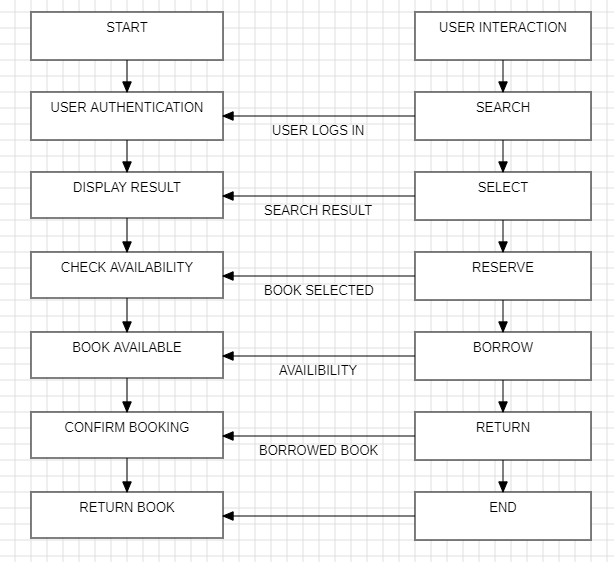 START
USER INTERACTION
USER AUTHENTICATION
SEARCH
USER LOGS IN
DISPLAY RESULT
SELECT
SEARCH RESULT
CHECK AVAILABILITY
RESERVE
BOOK SELECTED
BOOK AVAILABLE
BORROW
AVAILIBILITY
CONFIRM BOOKING
RETURN
BORROWED BOOK
RETURN BOOK
END